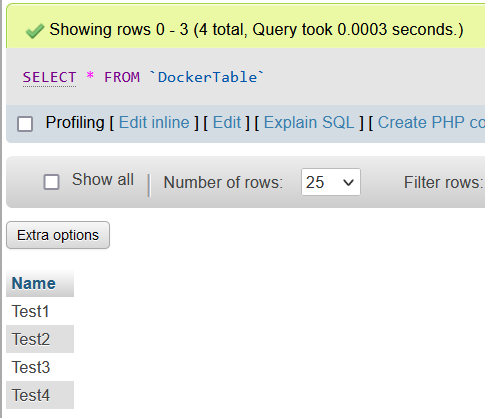 Showing rows 0 - 3 (4 total, Query took 0.0003 seconds.)
SELECT * FROM `DockerTable`
Profiling [ Edit inline ] [ Edit ] [ Explain SQL ] [ Create PHP co
Show all | Number of rows: 25 Filter rows:
Extra options
Name
Test1
Test2
Test3
Test4